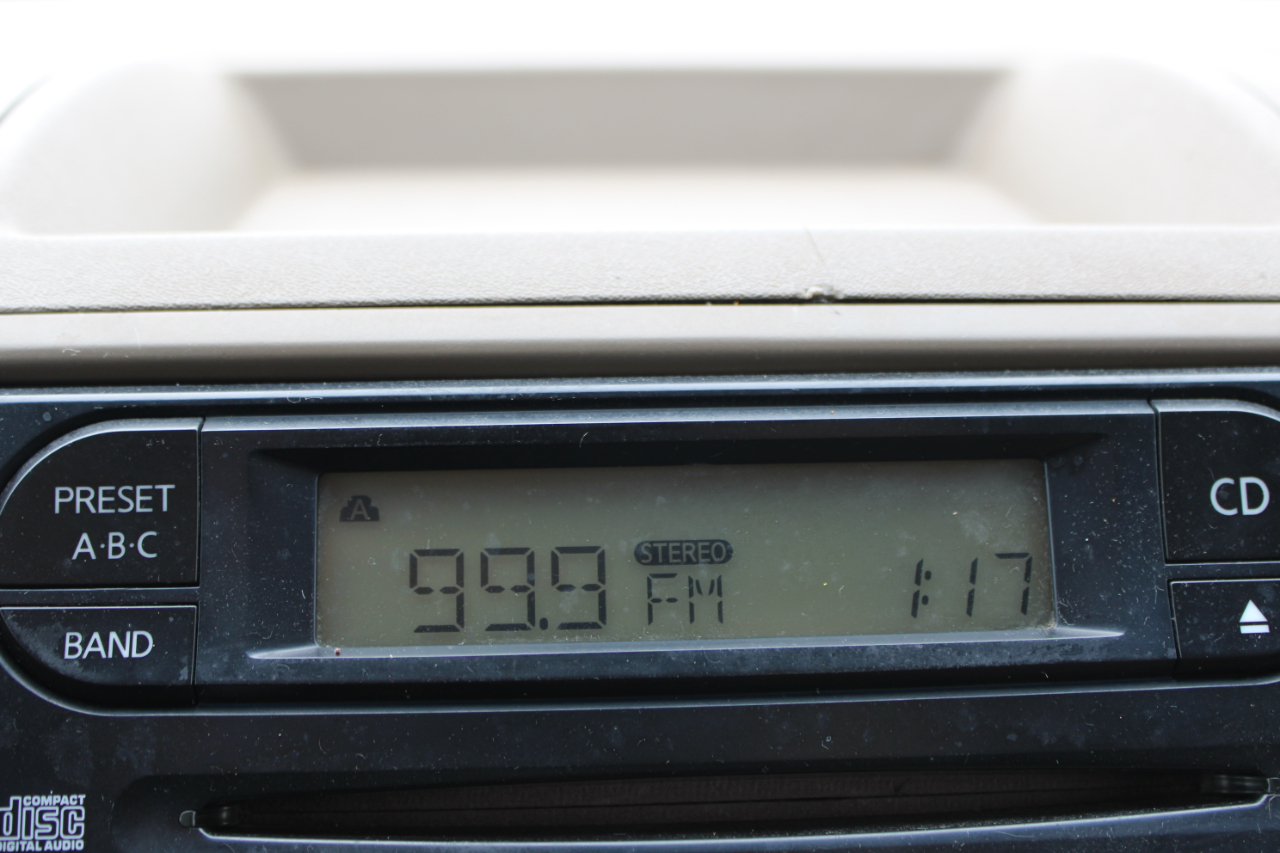 PRESET
A·B·C
BAND
A
99.9
STEREO
FM
1:17
CD
COMPACT
disc
DIGITAL AUDIO